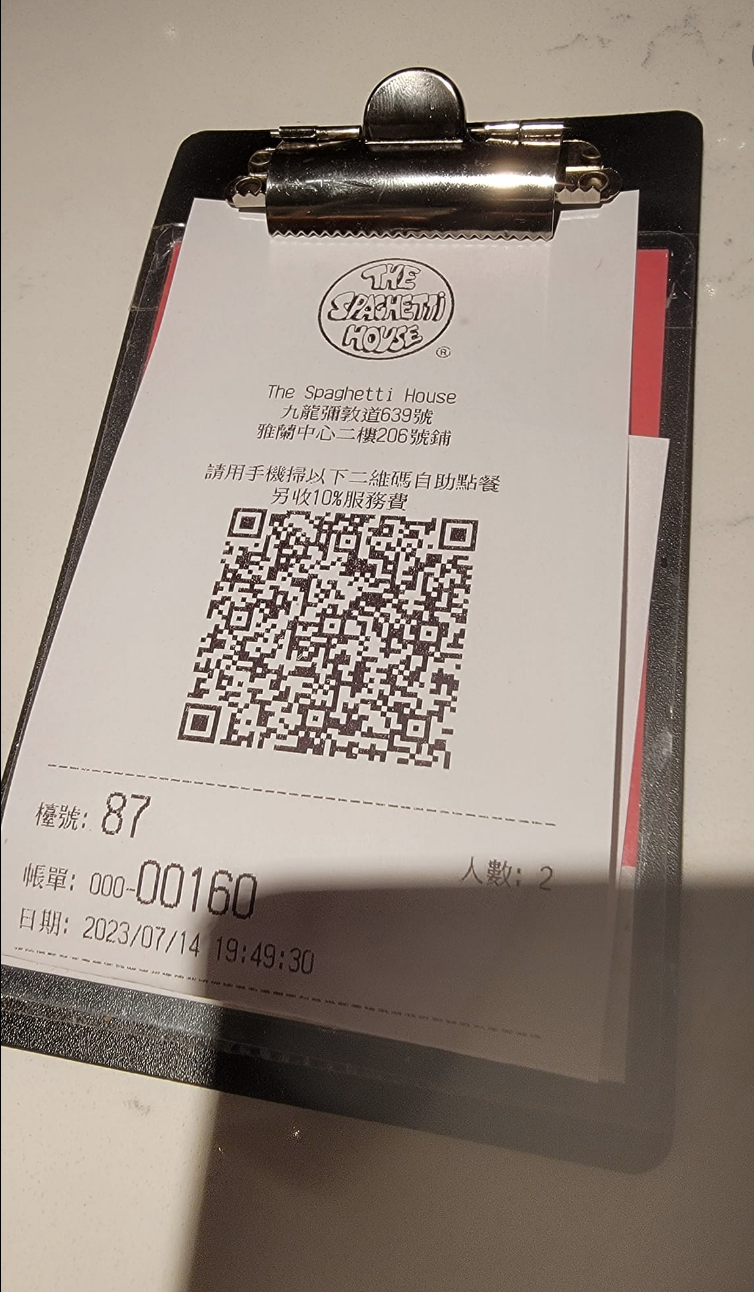 THE
SPAGHETTI
HOUSE
®
The Spaghetti House
九龍彌敦道639號
雅蘭中心二樓206號鋪
請用手機掃以下二維碼自助點餐
另收10%服務費
檯號: 87
人數: 2
帳單: 000-00160
日期: 2023/07/14 19:49:30